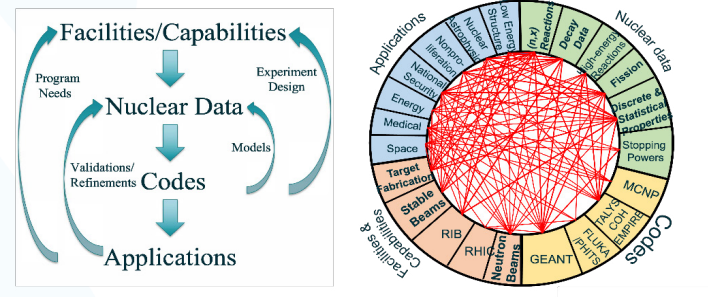 Facilities/Capabilities
Program
Needs
Experiment
Design
Nuclear Data
Validations/
Refinements
Models
Codes
Applications
Applications
Nuclear data
Space
Medical
Energy
National
Security
Nonpro-
liferation
Nuclear
Astrophysics
Low Energy
Structure
(n,x)
Reactions
Decay
Data
High-energy
Reactions
Fission
Discrete &
Statistical
Properties
Stopping
Powers
MCNP
TALYS
COH
EMPIRE
FLUKA
/PHITS
GEANT
Codes
Neutron
Beams
RHIC
RIB
Stable
Beams
Target
Fabrication
Facilities &
Capabilities